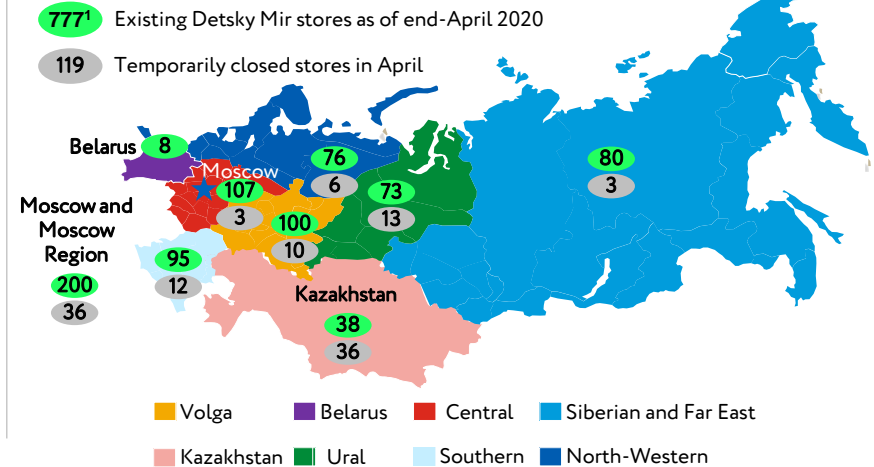 777¹ Existing Detsky Mir stores as of end-April 2020
119 Temporarily closed stores in April
Belarus 8
Moscow
76
6
80
3
107
3
73
13
Moscow and
Moscow
Region
200
36
100
10
95
12
Kazakhstan
38
36
Volga Belarus Central Siberian and Far East
Kazakhstan Ural Southern North-Western